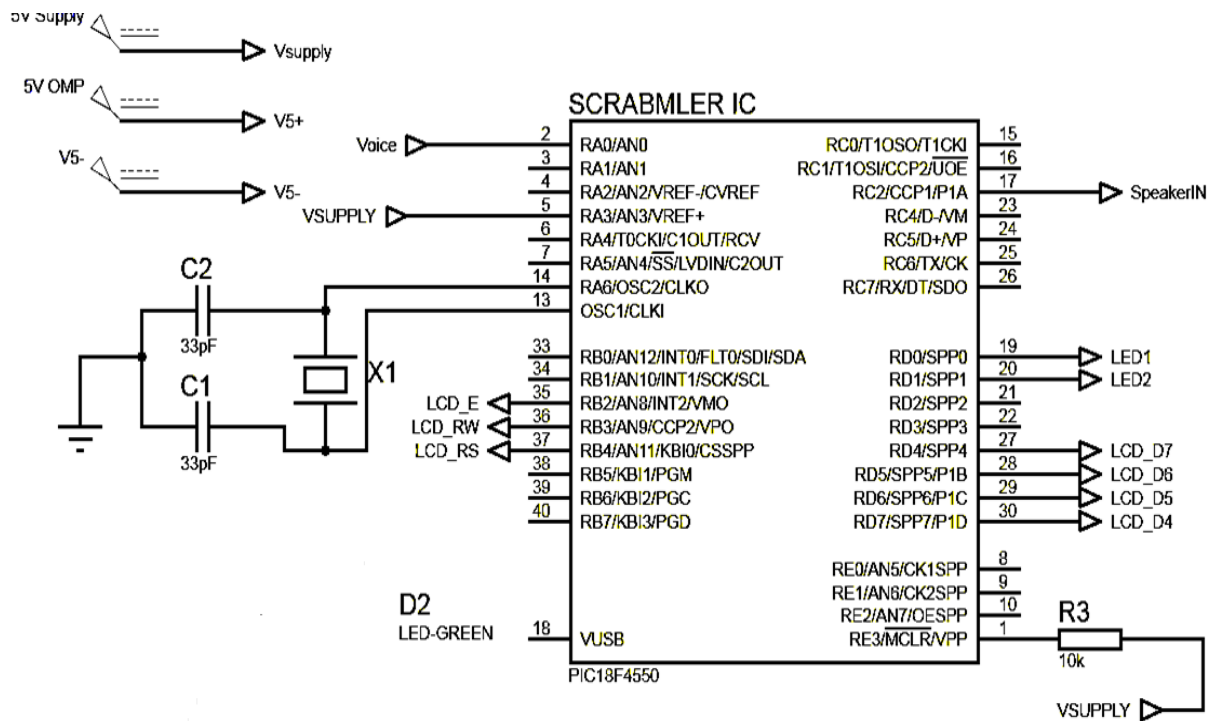 5V Supply
Vsupply
5V OMP
V5+
V5-
V5-
SCRABMLER IC
Voice
2
RA0/AN0
3
RA1/AN1
4
RA2/AN2/VREF-/CVREF
VSUPPLY
5
RA3/AN3/VREF+
6
RA4/T0CKI/C1OUT/RCV
7
RA5/AN4/SS/LVDIN/C2OUT
14
RA6/OSC2/CLKO
13
OSC1/CLKI
C2
33pF
X1
C1
33pF
33
RB0/AN12/INT0/FLT0/SDI/SDA
34
RB1/AN10/INT1/SCK/SCL
LCD_E
35
RB2/AN8/INT2/VMO
LCD_RW
36
RB3/AN9/CCP2/VPO
LCD_RS
37
RB4/AN11/KBI0/CSSPP
38
RB5/KBI1/PGM
39
RB6/KBI2/PGC
40
RB7/KBI3/PGD
D2
LED-GREEN
18
VUSB
PIC18F4550
RC0/T1OSO/T1CKI
15
RC1/T1OSI/CCP2/UOE
16
RC2/CCP1/P1A
17
SpeakerIN
RC4/D-/VM
23
RC5/D+/VP
24
RC6/TX/CK
25
RC7/RX/DT/SDO
26
RD0/SPP0
19
LED1
RD1/SPP1
20
LED2
RD2/SPP2
21
RD3/SPP3
22
RD4/SPP4
27
LCD_D7
RD5/SPP5/P1B
28
LCD_D6
RD6/SPP6/P1C
29
LCD_D5
RD7/SPP7/P1D
30
LCD_D4
RE0/AN5/CK1SPP
8
RE1/AN6/CK2SPP
9
RE2/AN7/OESPP
10
RE3/MCLR/VPP
1
R3
10k
VSUPPLY